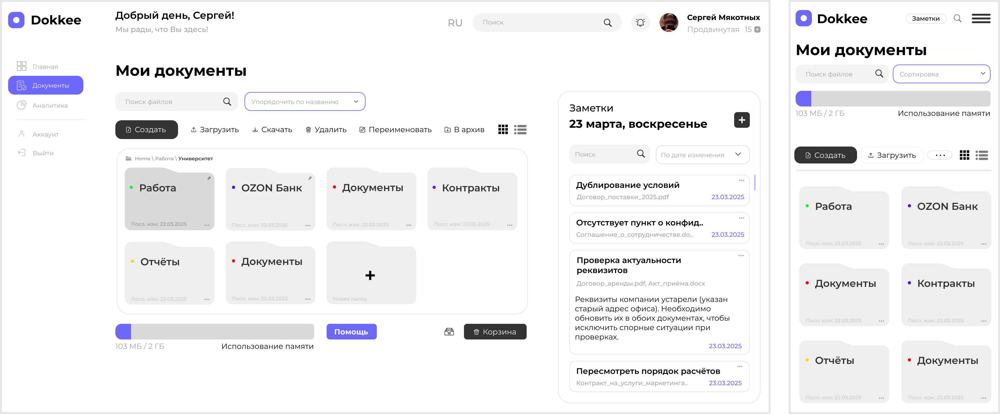 Dokkee
Добрый день, Сергей!
Мы рады, что Вы здесь!
RU
Поиск
Сергей Мякотных
Продвинутая 15
Главная
Документы
Аналитика
Аккаунт
Выйти
Мои документы
Поиск файлов
Упорядочить по названию
Создать
Загрузить
Скачать
Удалить
Переименовать
В архив
Home \ Работа \ Университет
Работа
Посл. изм: 22.03.2025
OZON Банк
Посл. изм: 22.03.2025
Документы
Посл. изм: 22.03.2025
Контракты
Посл. изм: 22.03.2025
Отчёты
Посл. изм: 22.03.2025
Документы
Посл. изм: 22.03.2025
Новая папка
103 МБ / 2 ГБ
Использование памяти
Помощь
Корзина
Заметки
23 марта, воскресенье
Поиск
По дате изменения
Дублирование условий
Договор_поставки_2025.pdf
23.03.2025
Отсутствует пункт о конфид..
Соглашение_о_сотрудничестве.do..
23.03.2025
Проверка актуальности
реквизитов
Договор_аренды.pdf, Акт_приёма.docx
Реквизиты компании устарели (указан
старый адрес офиса). Необходимо
обновить их в обоих документах, чтобы
исключить спорные ситуации при
проверках.
23.03.2025
Пересмотреть порядок расчётов
Контракт_на_услуги_маркетинга..
23.03.2025
Dokkee
Заметки
Мои документы
Поиск файлов
Сортировка
103 МБ / 2 ГБ
Использование памяти
Создать
Загрузить
Работа
Посл. изм: 22.03.2025
OZON Банк
Посл. изм: 22.03.2025
Документы
Посл. изм: 22.03.2025
Контракты
Посл. изм: 22.03.2025
Отчёты
Посл. изм: 22.03.2025
Документы
Посл. изм: 22.03.2025